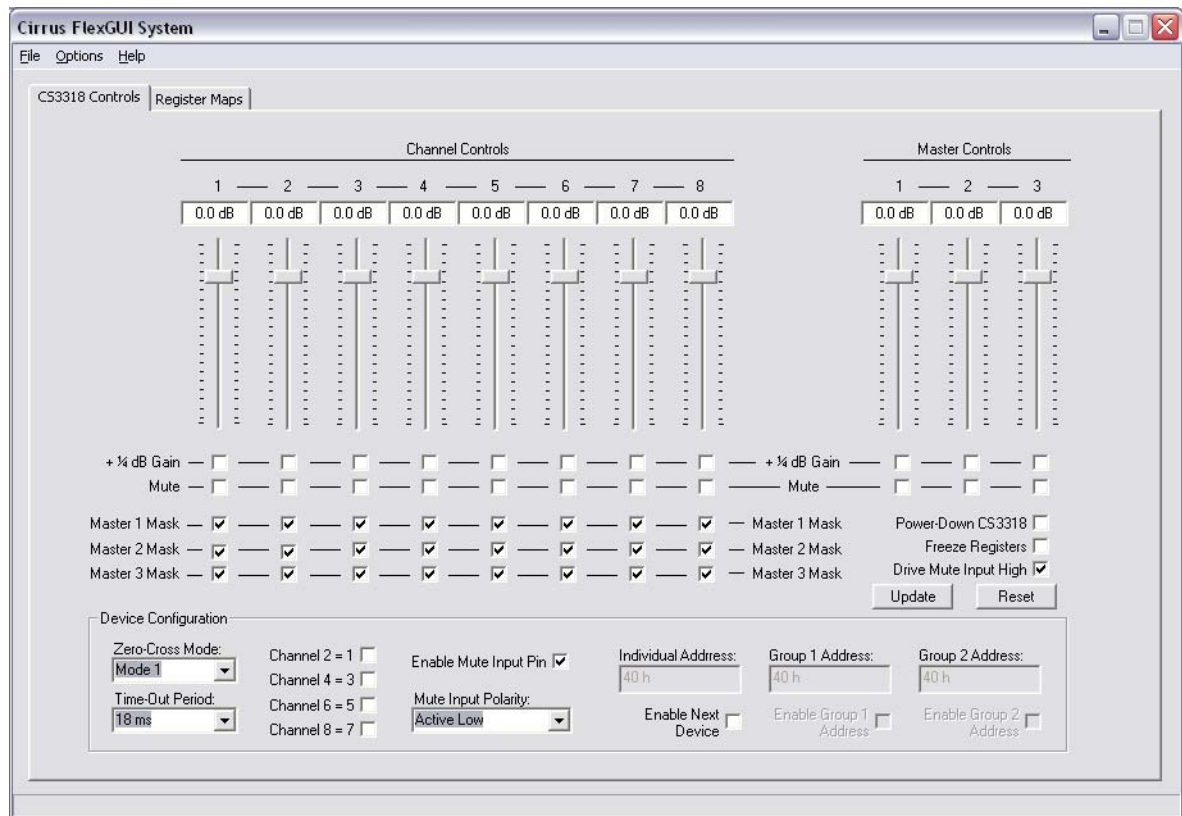 Cirrus FlexGUI System
File Options Help
CS3318 Controls Register Maps
Channel Controls Master Controls
1 2 3 4 5 6 7 8 1 2 3
0.0 dB 0.0 dB 0.0 dB 0.0 dB 0.0 dB 0.0 dB 0.0 dB 0.0 dB 0.0 dB 0.0 dB 0.0 dB
+ ¼ dB Gain + ¼ dB Gain
Mute Mute
Master 1 Mask Master 1 Mask Power-Down CS3318
Master 2 Mask Master 2 Mask Freeze Registers
Master 3 Mask Master 3 Mask Drive Mute Input High
Update Reset
Device Configuration
Zero-Cross Mode:
Mode 1
Time-Out Period:
18 ms
Channel 2 = 1
Channel 4 = 3
Channel 6 = 5
Channel 8 = 7
Enable Mute Input Pin
Mute Input Polarity:
Active Low
Individual Addrress:
40 h
Enable Next
Device
Group 1 Address:
40 h
Enable Group 1
Address
Group 2 Address:
40 h
Enable Group 2
Address